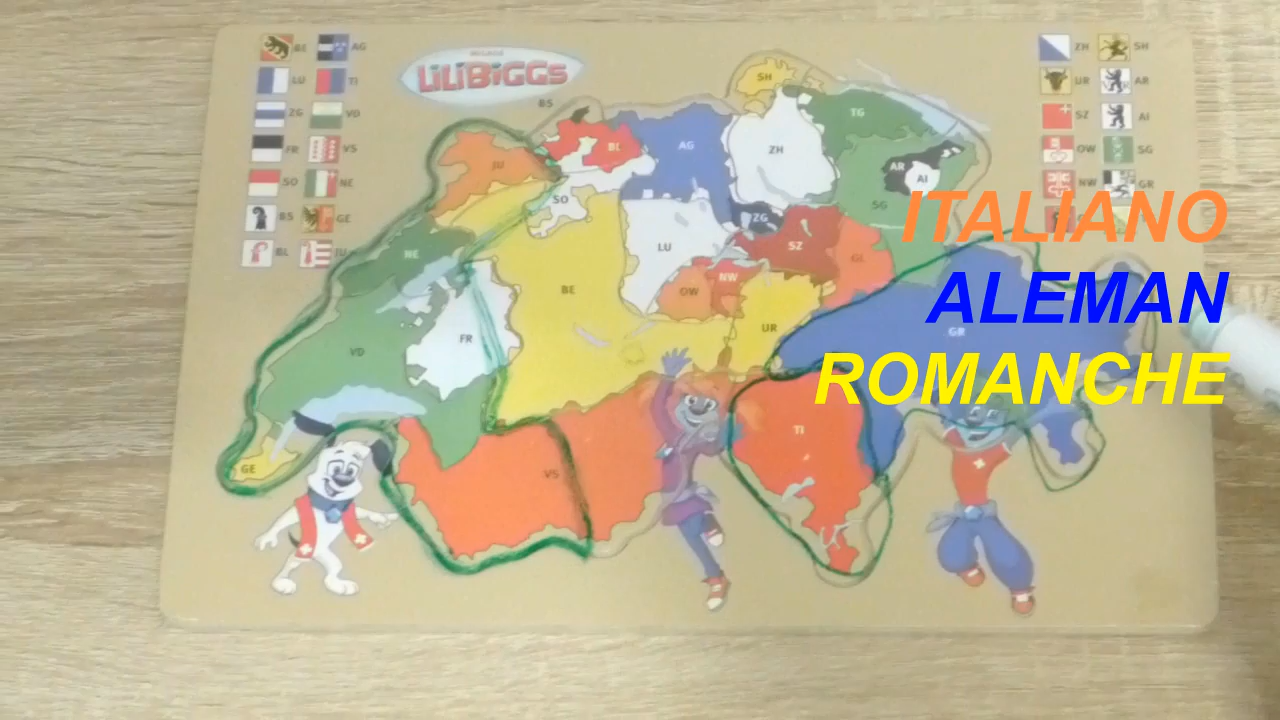 BE AG
LU TI
ZG VD
FR VS
SO NE
BS GE
BL JU
MIGROS
LILIBIGGS
ZH SH
UR AR
SZ AI
OW SG
NW GR
BS
SH
TG
JU
BL
AG
ZH
AR
AI
SO
SG
ZG
NE
LU
SZ
GL
BE
OW
NW
UR
FR
VD
GR
TI
GE
VS
ITALIANO
ALEMAN
ROMANCHE